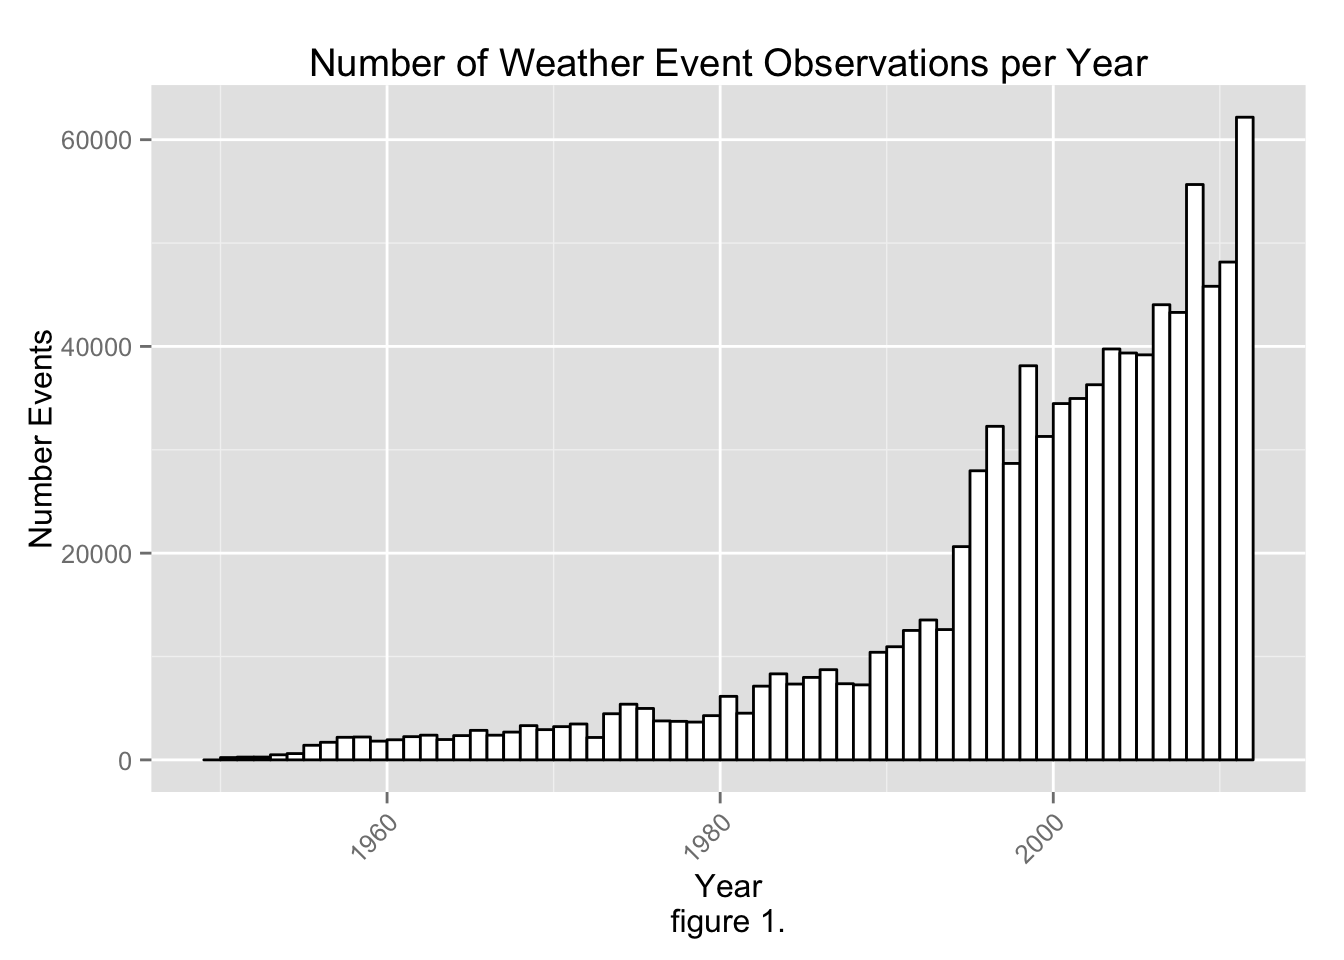 Number of Weather Event Observations per Year
Number Events
60000
40000
20000
0
1960
1980
2000
Year
figure 1.